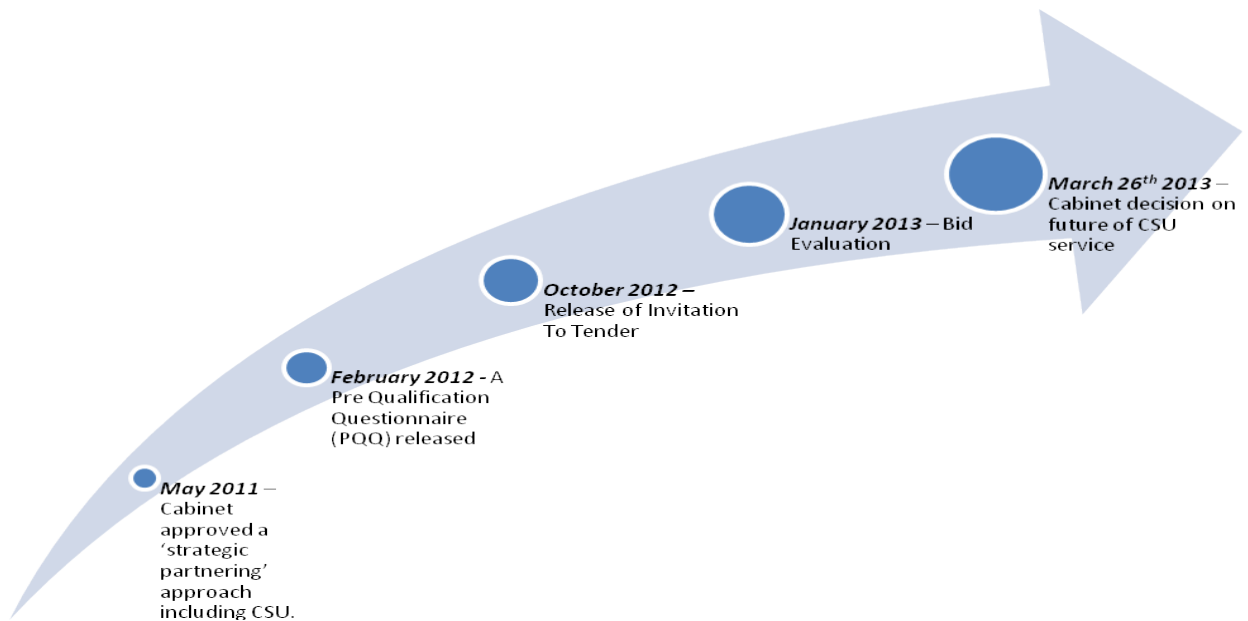 May 2011 –
Cabinet
approved a
‘strategic
partnering’
approach
including CSU.
February 2012 - A
Pre Qualification
Questionnaire
(PQQ) released
October 2012 –
Release of Invitation
To Tender
January 2013 – Bid
Evaluation
March 26th 2013 –
Cabinet decision on
future of CSU
service